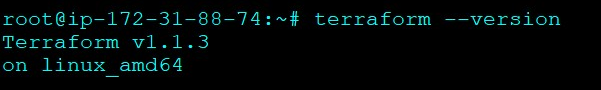 root@ip-172-31-88-74:~# terraform --version
Terraform v1.1.3
on linux_amd64